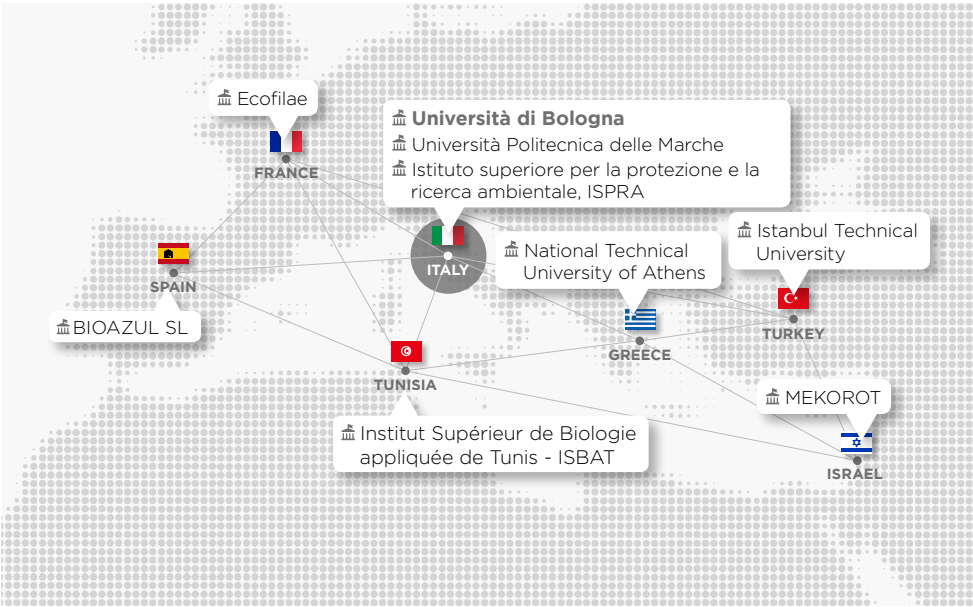 Ecofilae
FRANCE
Università di Bologna
Università Politecnica delle Marche
Istituto superiore per la protezione e la
ricerca ambientale, ISPRA
ITALY
SPAIN
BIOAZUL SL
National Technical
University of Athens
GREECE
Istanbul Technical
University
TURKEY
TUNISIA
Institut Supérieur de Biologie
appliquée de Tunis - ISBAT
MEKOROT
ISRAEL